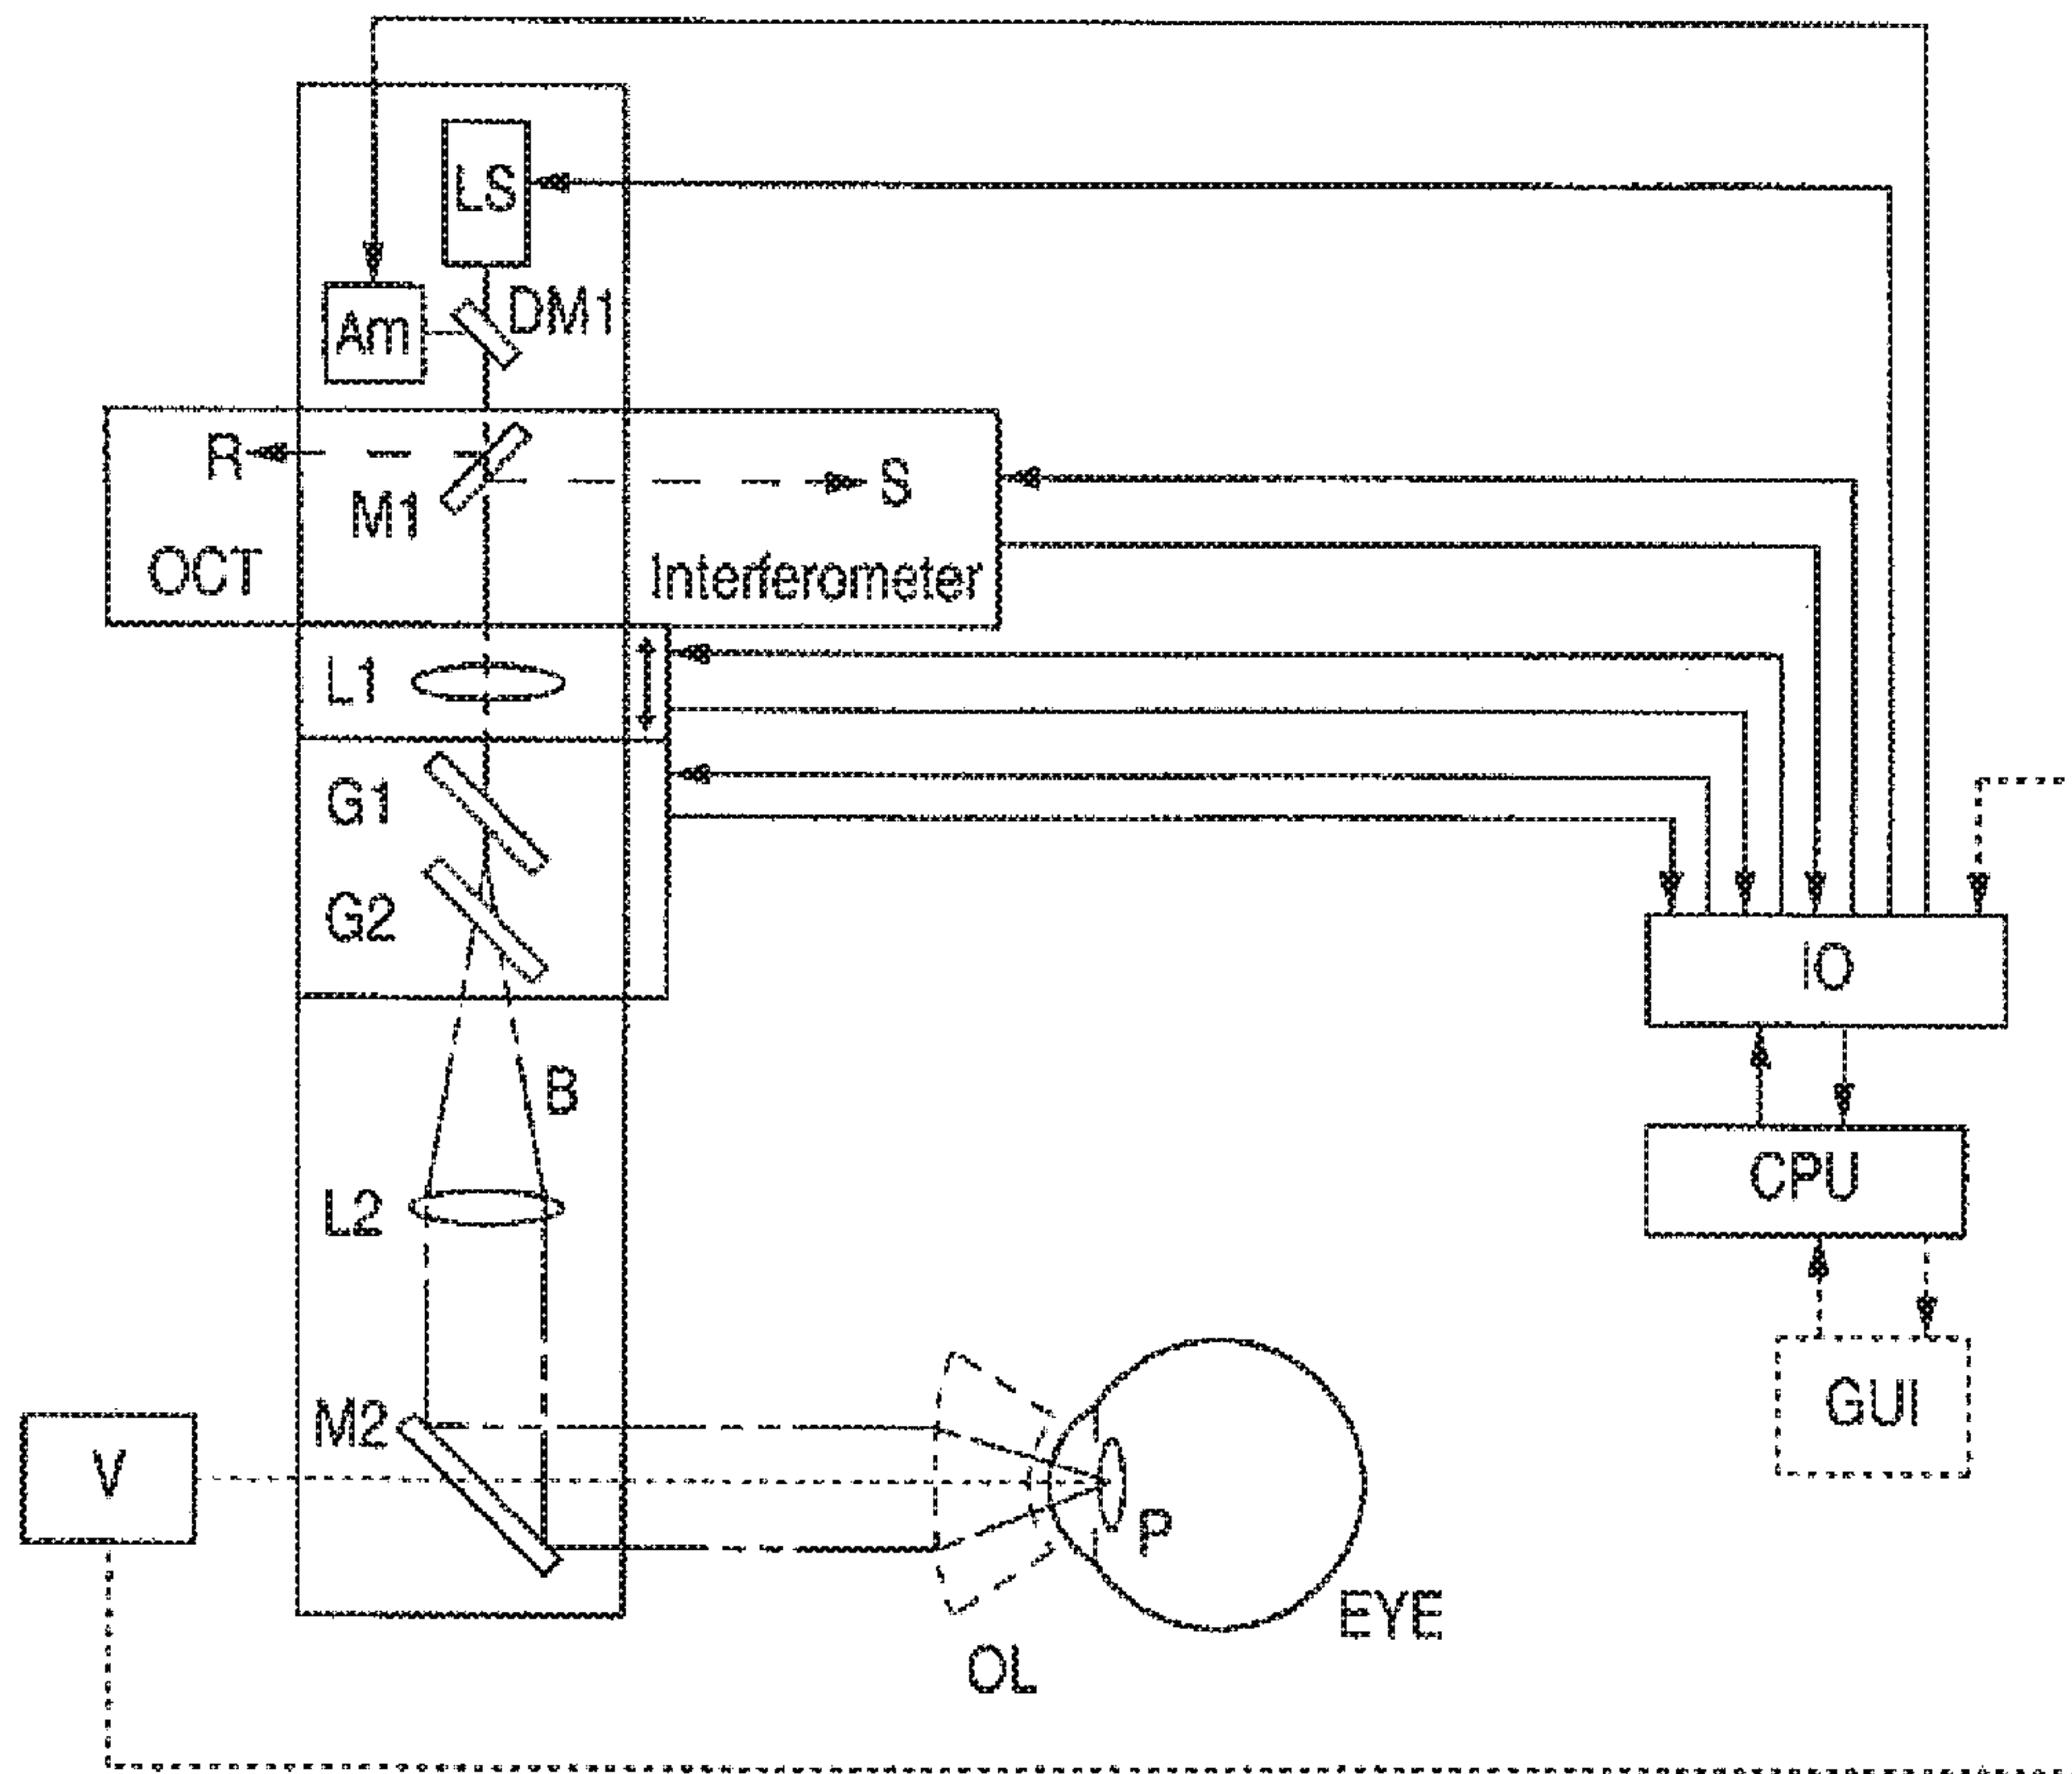 LS
DM1
Am
R
S
M1
OCT
Interferometer
L1
G1
G2
IO
B
CPU
L2
GUI
M2
V
P
EYE
OL